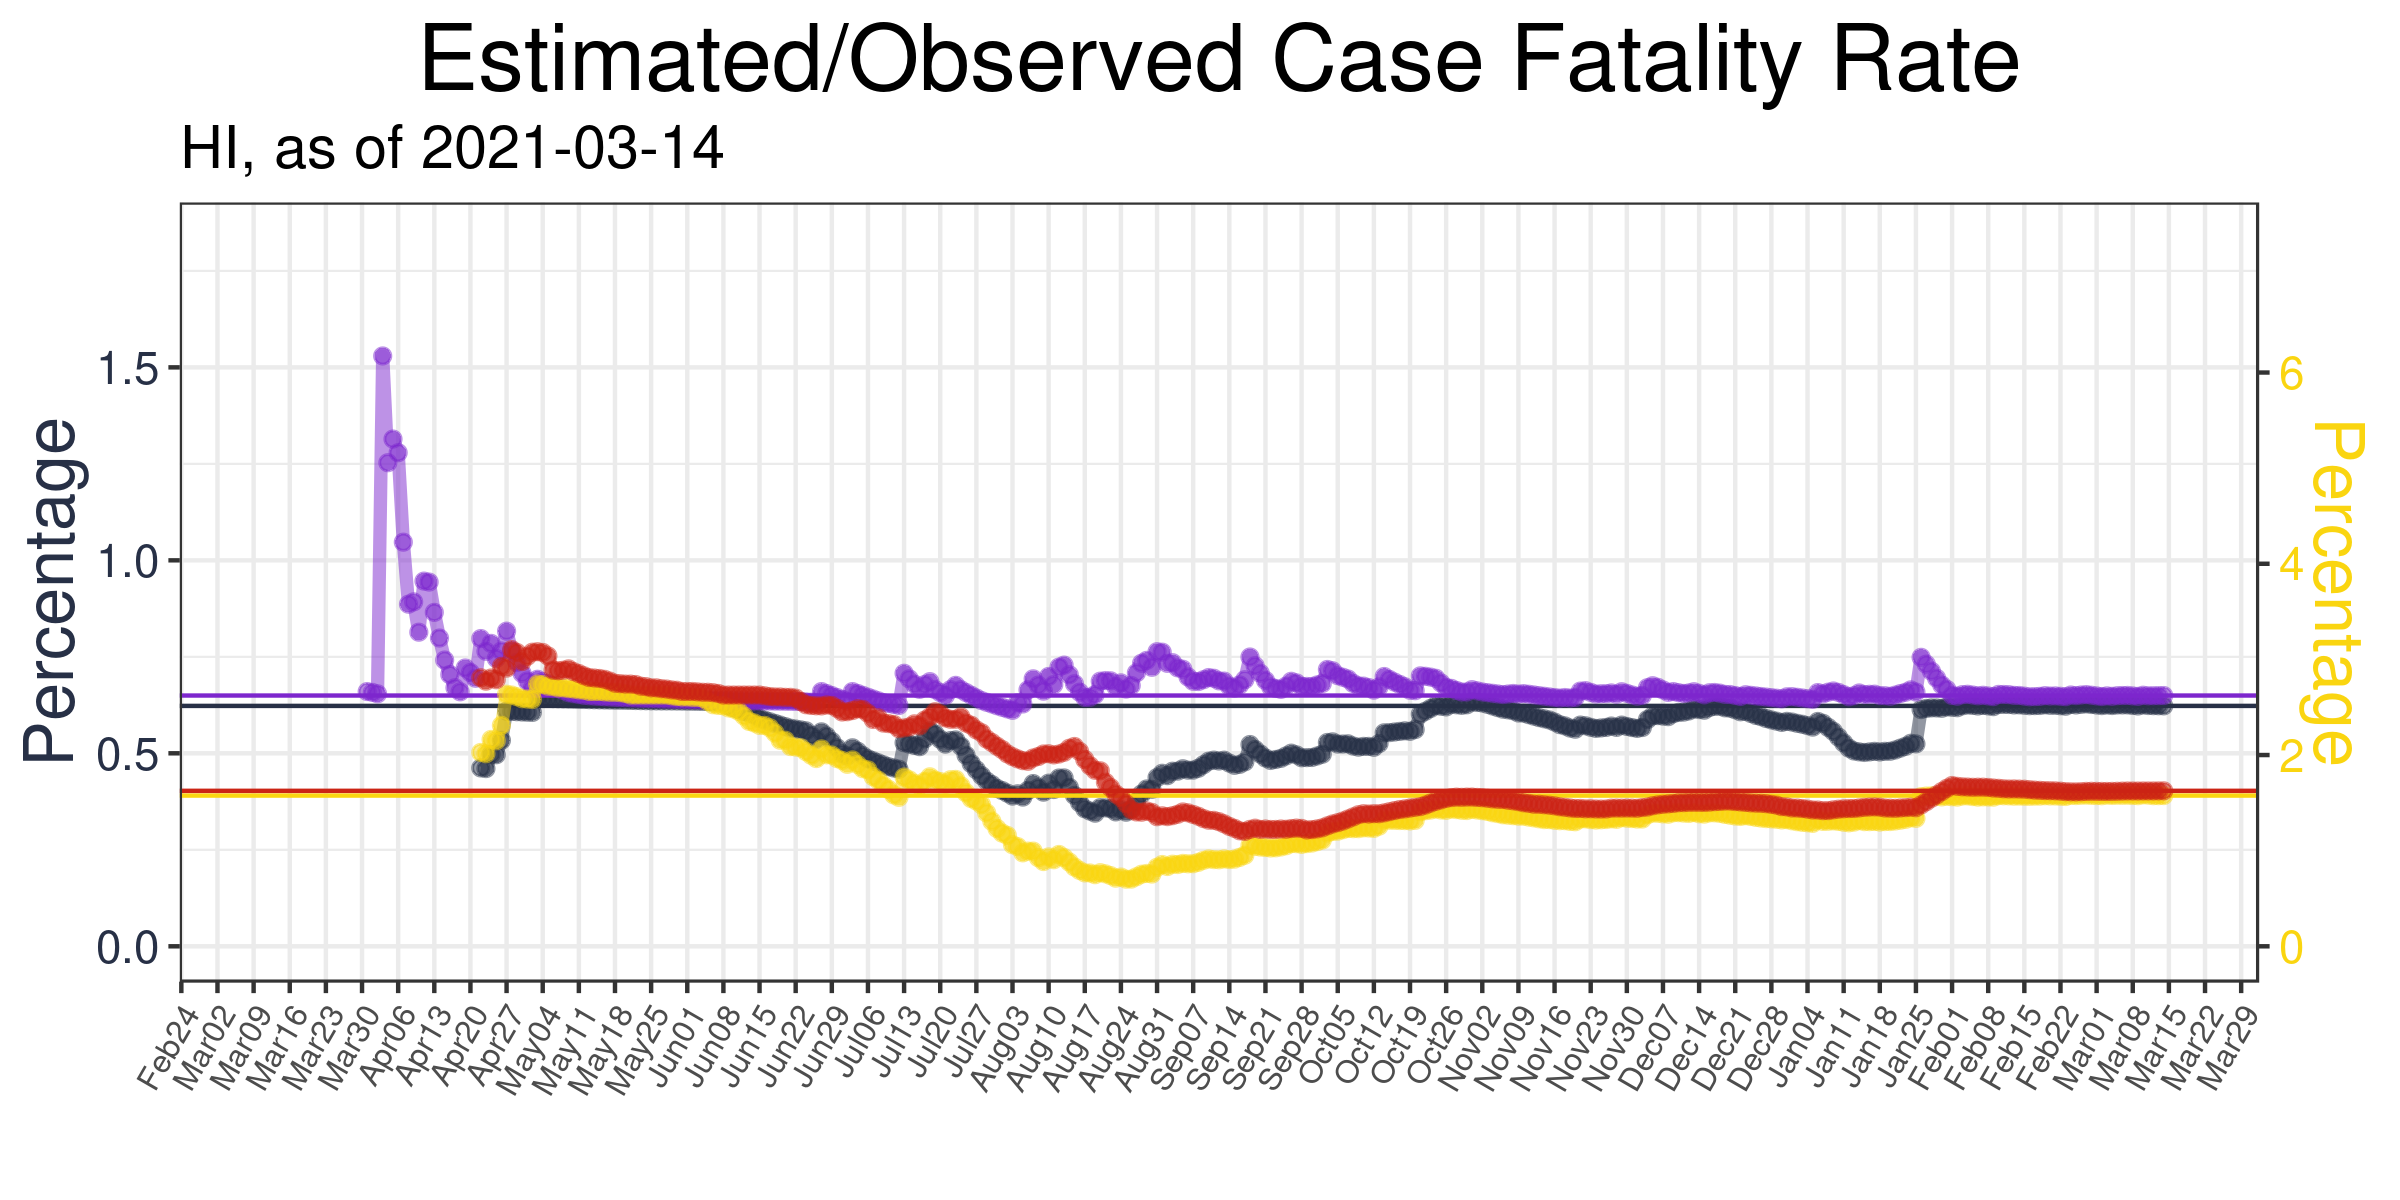 Estimated/Observed Case Fatality Rate
HI, as of 2021-03-14
Percentage
1.5
1.0
0.5
0.0
6
4
2
0
Percentage
Feb24
Mar02
Mar09
Mar16
Mar23
Mar30
Apr06
Apr13
Apr20
Apr27
May04
May11
May18
May25
Jun01
Jun08
Jun15
Jun22
Jun29
Jul06
Jul13
Jul20
Jul27
Aug03
Aug10
Aug17
Aug24
Aug31
Sep07
Sep14
Sep21
Sep28
Oct05
Oct12
Oct19
Oct26
Nov02
Nov09
Nov16
Nov23
Nov30
Dec07
Dec14
Dec21
Dec28
Jan04
Jan11
Jan18
Jan25
Feb01
Feb08
Feb15
Feb22
Mar01
Mar08
Mar15
Mar22
Mar29